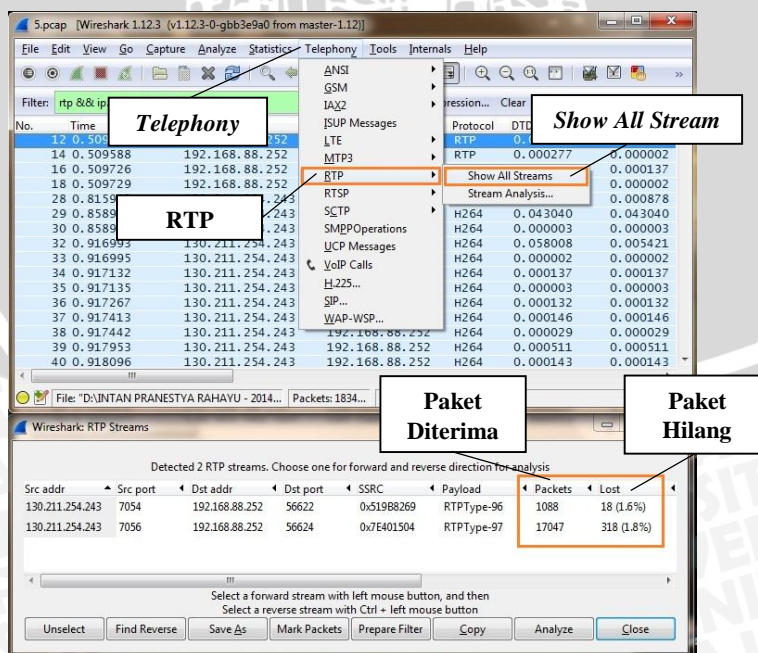 5.pcap [Wireshark 1.12.3 (v1.12.3-0-gbb3e9a0 from master-1.12)]
File Edit View Go Capture Analyze Statistics Telephony Tools Internals Help
Filter: rtp && ip. ression... Clear
Telephony
Show All Stream
RTP
ANSI
GSM
IAX2
ISUP Messages
LTE
MTP3
RTP
RTSP
SCTP
SMPPOperations
UCP Messages
VoIP Calls
H.225...
SIP...
WAP-WSP...
Show All Streams
Stream Analysis...
No. Time Protocol DTD
12 0.509 252 RTP 0.
14 0.509588 192.168.88.252 RTP 0.000277 0.000002
16 0.509726 192.168.88.252 0.000137
18 0.509729 192.168.88.252 0.000002
28 0.8159 243 0.000878
29 0.8589 243 H264 0.043040 0.043040
30 0.8589 243 H264 0.000003 0.000003
32 0.916993 130.211.254.243 H264 0.058008 0.005421
33 0.916995 130.211.254.243 H264 0.000002 0.000002
34 0.917132 130.211.254.243 H264 0.000137 0.000137
35 0.917135 130.211.254.243 H264 0.000003 0.000003
36 0.917267 130.211.254.243 H264 0.000132 0.000132
37 0.917413 130.211.254.243 H264 0.000146 0.000146
38 0.917442 130.211.254.243 192.168.88.252 H264 0.000029 0.000029
39 0.917953 130.211.254.243 192.168.88.252 H264 0.000511 0.000511
40 0.918096 130.211.254.243 192.168.88.252 H264 0.000143 0.000143
File: "D:\INTAN PRANESTYA RAHAYU - 2014... Packets: 1834...
Paket
Diterima
Paket
Hilang
Wireshark: RTP Streams
Detected 2 RTP streams. Choose one for forward and reverse direction for analysis
Src addr Src port Dst addr Dst port SSRC Payload Packets Lost
130.211.254.243 7054 192.168.88.252 56622 0x519B8269 RTPType-96 1088 18 (1.6%)
130.211.254.243 7056 192.168.88.252 56624 0x7E401504 RTPType-97 17047 318 (1.8%)
Select a forward stream with left mouse button, and then
Select a reverse stream with Ctrl + left mouse button
Unselect Find Reverse Save As Mark Packets Prepare Filter Copy Analyze Close